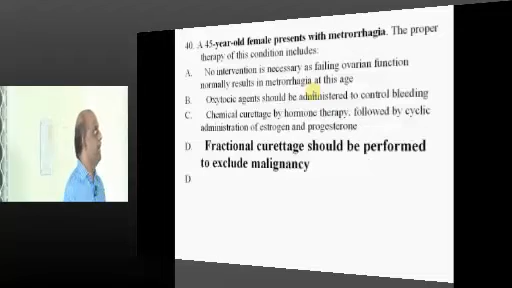 40. A 45-year-old female presents with metrorrhagia. The proper
therapy of this condition includes:
A. No intervention is necessary as failing ovarian function
normally results in metrorrhagia at this age
B. Oxytocic agents should be administered to control bleeding
C. Chemical curettage by hormone therapy, followed by cyclic
administration of estrogen and progesterone
D. Fractional curettage should be performed
to exclude malignancy
D